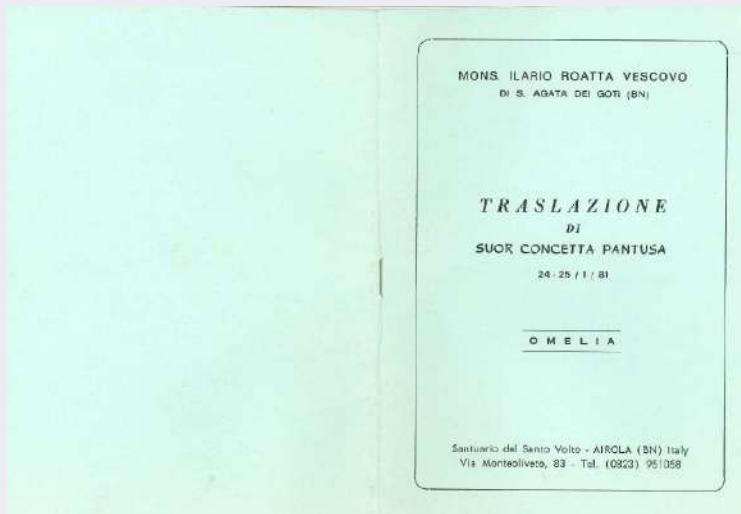 MONS. ILARIO ROATTA VESCOVO
DI S. AGATA DEI GOTI (BN)
TRASLAZIONE
DI
SUOR CONCETTA PANTUSA
24 - 25 / 1 / 81
OMELIA
Santuario del Santo Volto - AIROLA (BN) Italy
Via Monteoliveto, 83 - Tel. (0823) 951058